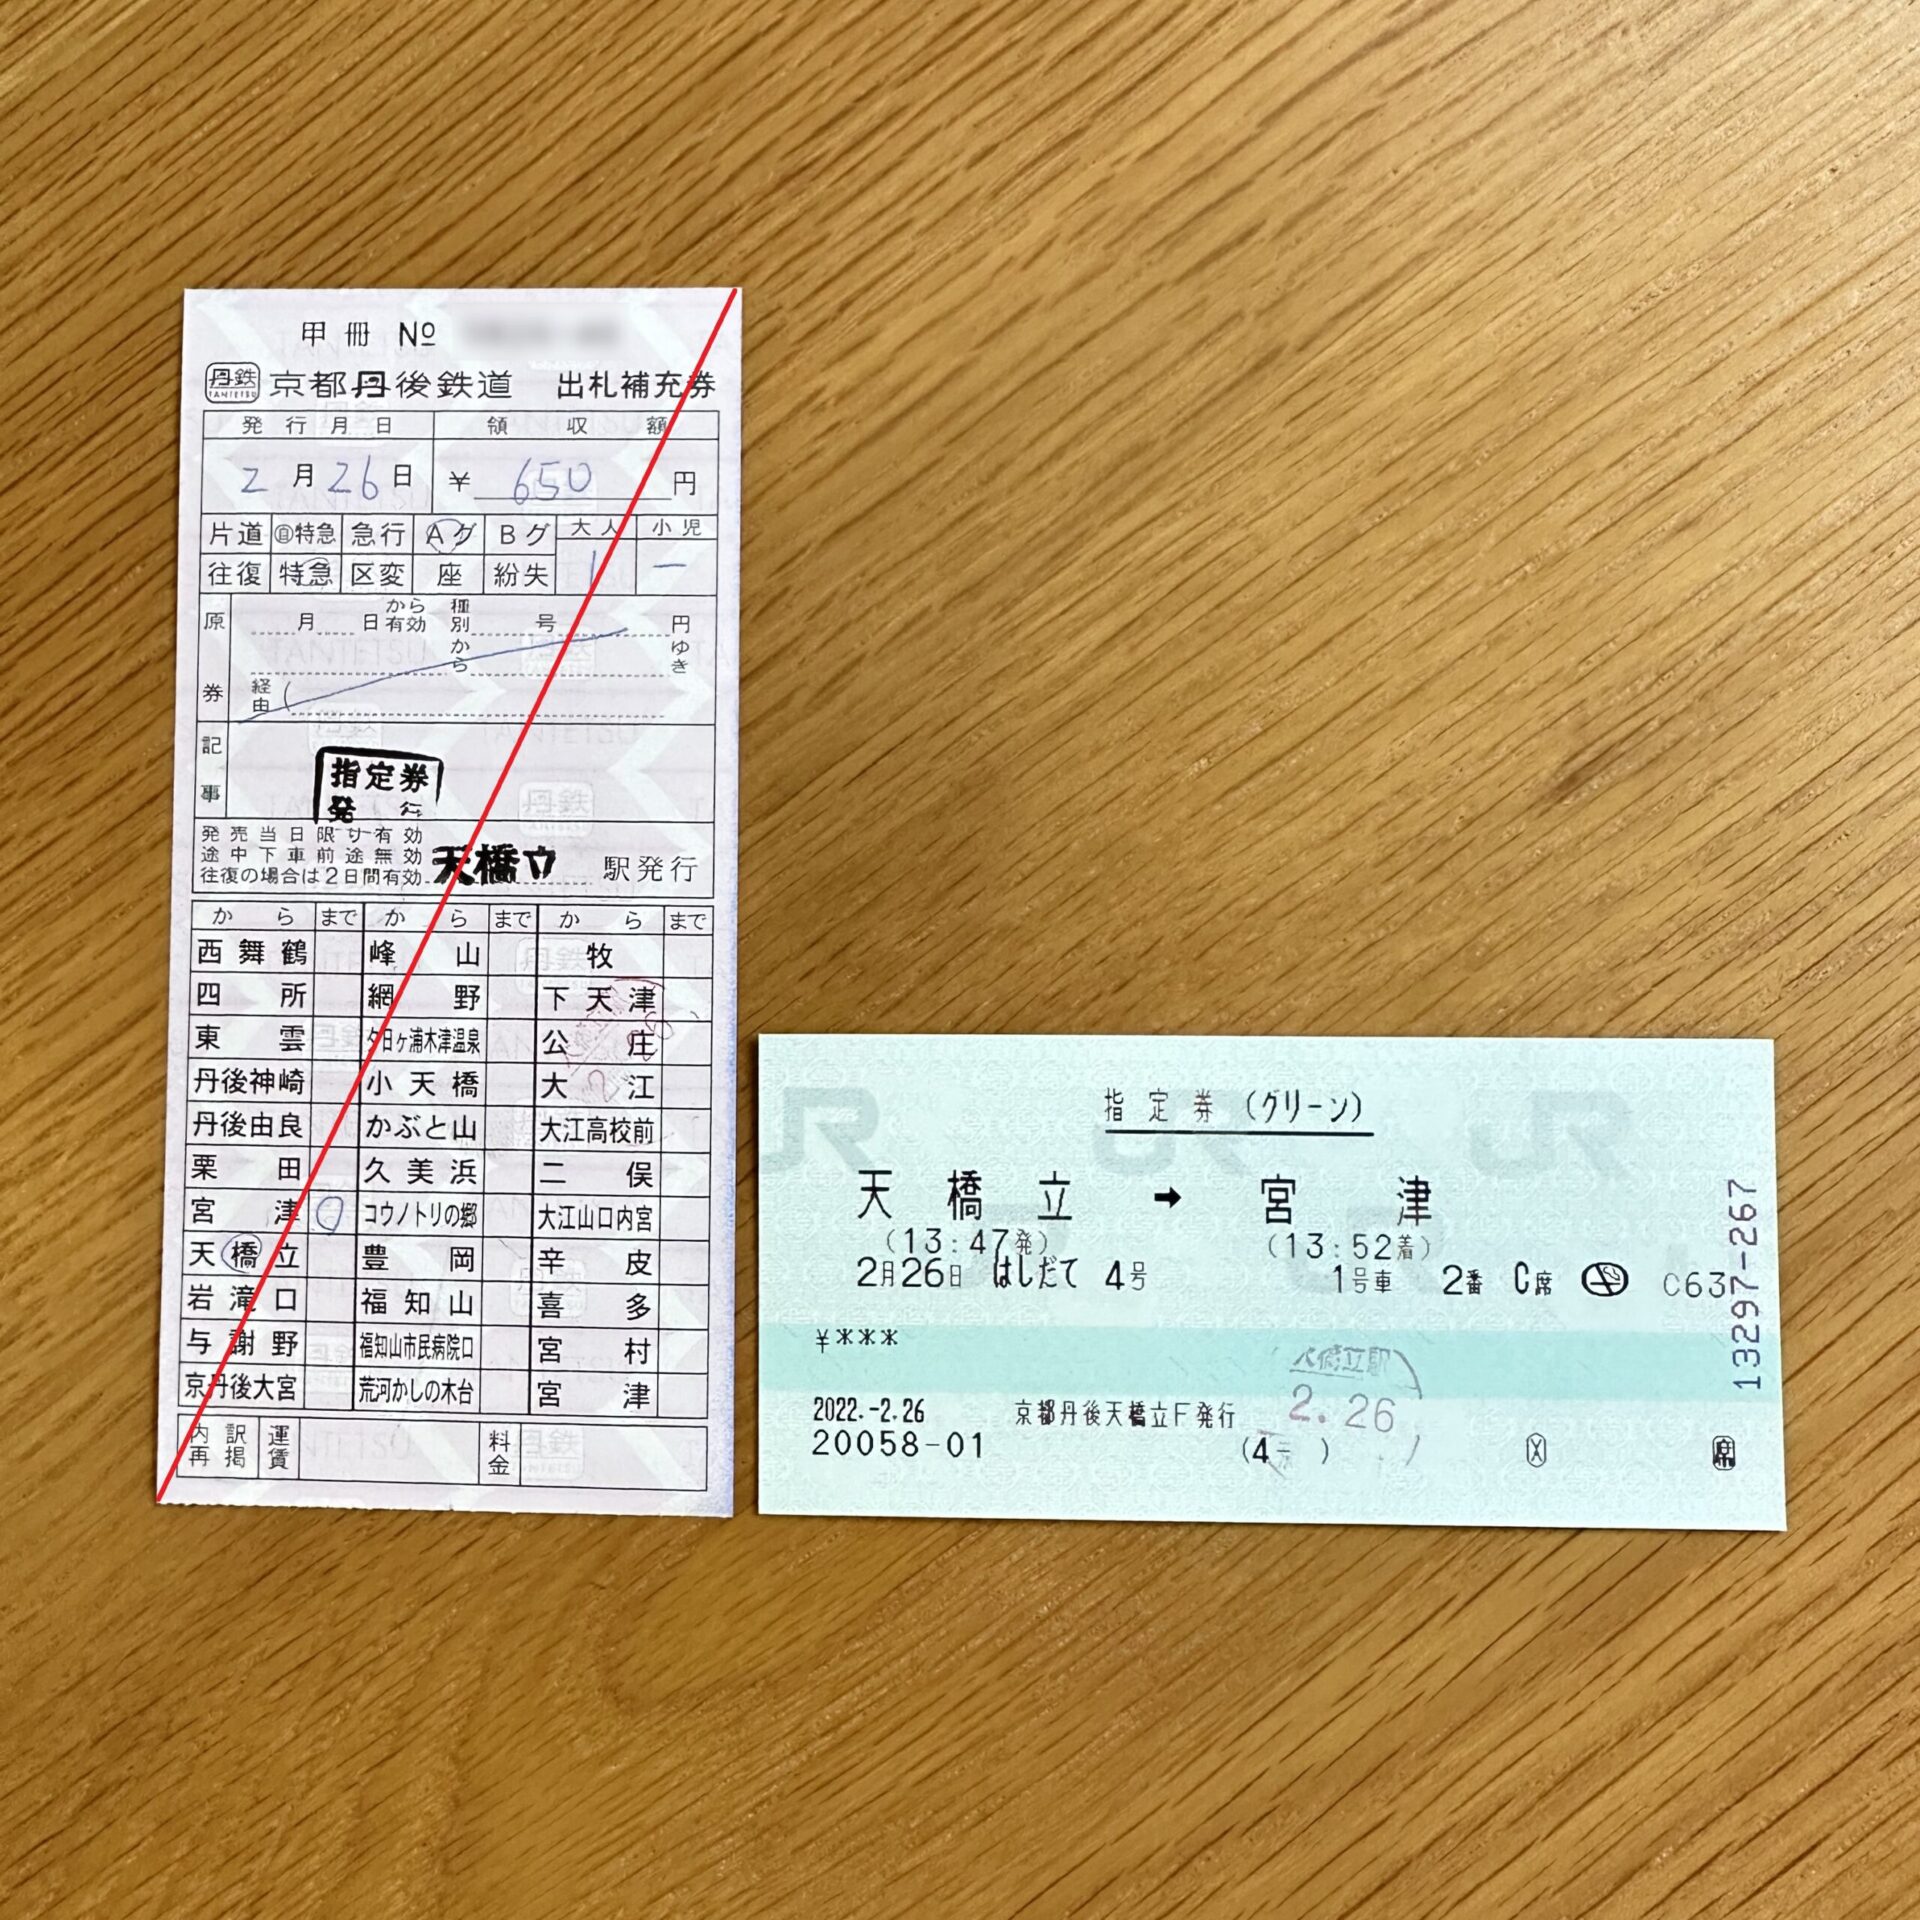 甲冊 №
丹鉄 TANTETSU 京都丹後鉄道 出札補充券
発行月日 領収額
2月26日 ¥650円
片道 自特急 急行 Aグ Bグ 大人 小児
往復 特急 区変 座 紛失 1 ー
原券 月 日から有効 種別 号 円
から ゆき
経由(
記事
指定券
発行
発売当日限り有効
途中下車前途無効
往復の場合は2日間有効 天橋立 駅発行
から まで から まで から まで
西舞鶴 峰山 牧
四所 網野 下天津
東雲 夕日ヶ浦木津温泉 公庄
丹後神崎 小天橋 大江
丹後由良 かぶと山 大江高校前
栗田 久美浜 二俣
宮津 コウノトリの郷 大江山口内宮
天橋立 豊岡 辛皮
岩滝口 福知山 喜多
与謝野 福知山市民病院口 宮村
京丹後大宮 荒河かしの木台 宮津
内訳再掲 運賃 料金
指定券(グリーン)
天橋立 → 宮津
(13:47発) (13:52着)
2月26日 はしだて 4号 1号車 2番 C席 C63
¥***
天橋立駅
2022.-2.26 京都丹後天橋立F発行 2.26
20058-01 (4 ) X 席
13297-267